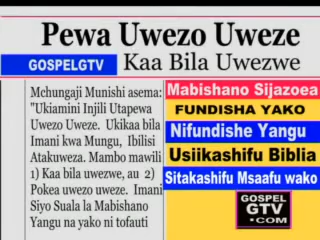 Pewa Uwezo Uweze
GOSPELGTV
Kaa Bila Uwezwe
Mchungaji Munishi asema:
"Ukiamini Injili Utapewa
Uwezo Uweze.  Ukikaa bila
Imani kwa Mungu,  Ibilisi
Atakuweza. Mambo mawili
1) Kaa bila uwezwe, au  2)
Pokea uwezo uweze.  Imani
Siyo Suala la Mabishano
Yangu na yako ni tofauti
Mabishano Sijazoea
FUNDISHA YAKO
Nifundishe Yangu
Usiikashifu Biblia
Sitakashifu Msaafu wako
GOSPEL
GTV
.COM